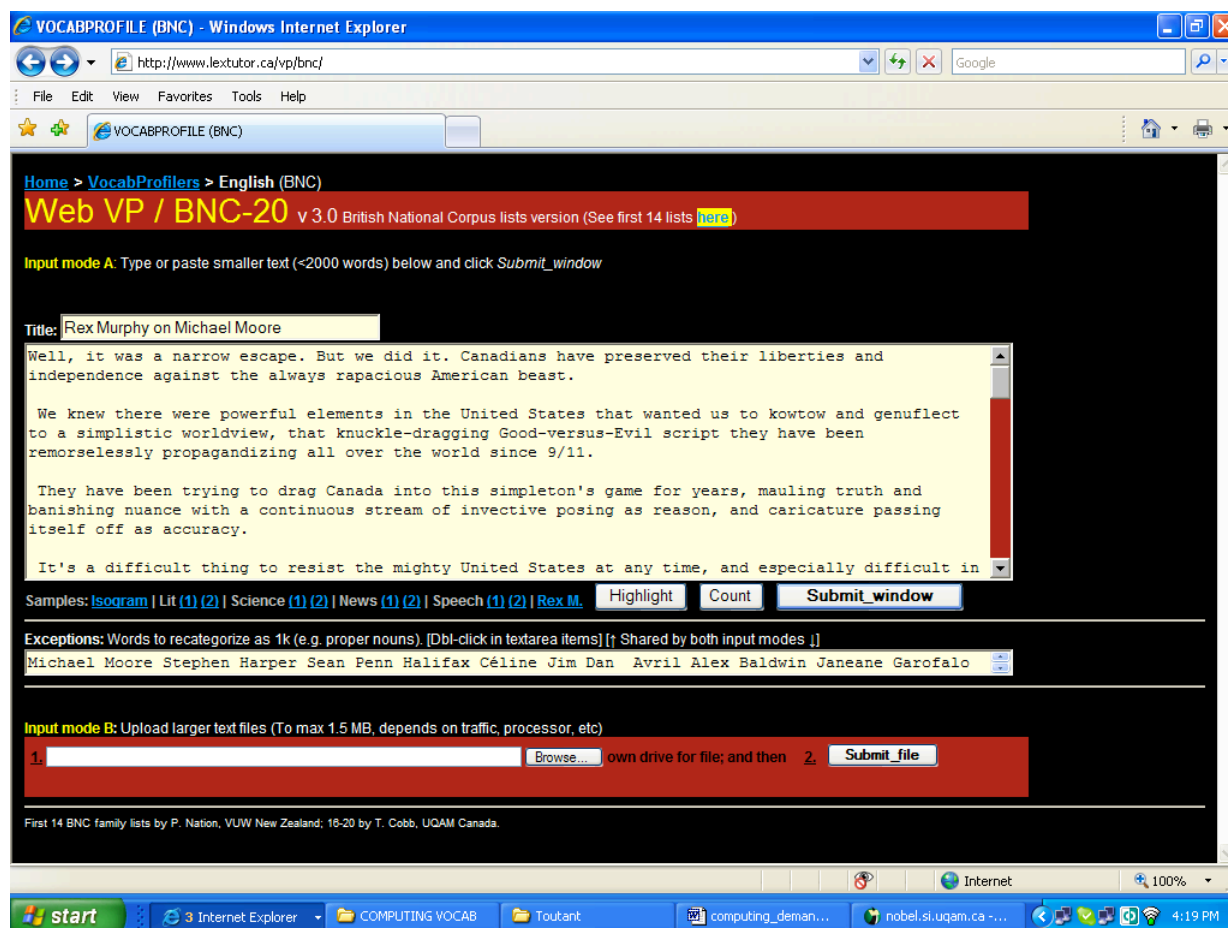 VOCABPROFILE (BNC) - Windows Internet Explorer
http://www.lextutor.ca/vp/bnc/
Google
File Edit View Favorites Tools Help
VOCABPROFILE (BNC)
Home > VocabProfilers > English (BNC)
Web VP / BNC-20 v 3.0 British National Corpus lists version (See first 14 lists here )
Input mode A: Type or paste smaller text (<2000 words) below and click Submit_window
Title: Rex Murphy on Michael Moore
Well, it was a narrow escape. But we did it. Canadians have preserved their liberties and
independence against the always rapacious American beast.
We knew there were powerful elements in the United States that wanted us to kowtow and genuflect
to a simplistic worldview, that knuckle-dragging Good-versus-Evil script they have been
remorselessly propagandizing all over the world since 9/11.
They have been trying to drag Canada into this simpleton's game for years, mauling truth and
banishing nuance with a continuous stream of invective posing as reason, and caricature passing
itself off as accuracy.
It's a difficult thing to resist the mighty United States at any time, and especially difficult in
Samples: Isogram | Lit (1) (2) | Science (1) (2) | News (1) (2) | Speech (1) (2) | Rex M. Highlight Count Submit_window
Exceptions: Words to recategorize as 1k (e.g. proper nouns). [Dbl-click in textarea items] [↑ Shared by both input modes ↓]
Michael Moore Stephen Harper Sean Penn Halifax Céline Jim Dan Avril Alex Baldwin Janeane Garofalo
Input mode B: Upload larger text files (To max 1.5 MB, depends on traffic, processor, etc)
1. Browse... own drive for file; and then 2. Submit_file
First 14 BNC family lists by P. Nation, VUW New Zealand; 16-20 by T. Cobb, UQAM Canada.
Internet 100%
start 3 Internet Explorer COMPUTING VOCAB Toutant computing_deman... nobel.si.uqam.ca -... 4:19 PM